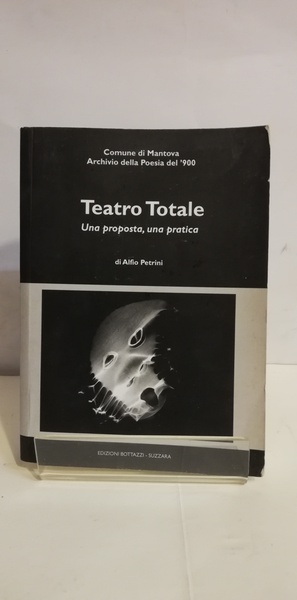 Comune di Mantova
Archivio della Poesia del '900
Teatro Totale
Una proposta, una pratica
di Alfio Petrini
EDIZIONI BOTTAZZI - SUZZARA